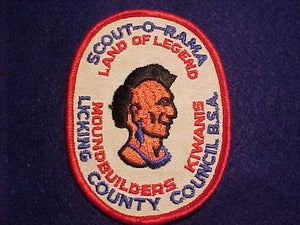 SCOUT-O-RAMA
LAND OF LEGEND
MOUNDBUILDERS KIWANIS
LICKING COUNTY COUNCIL B.S.A.